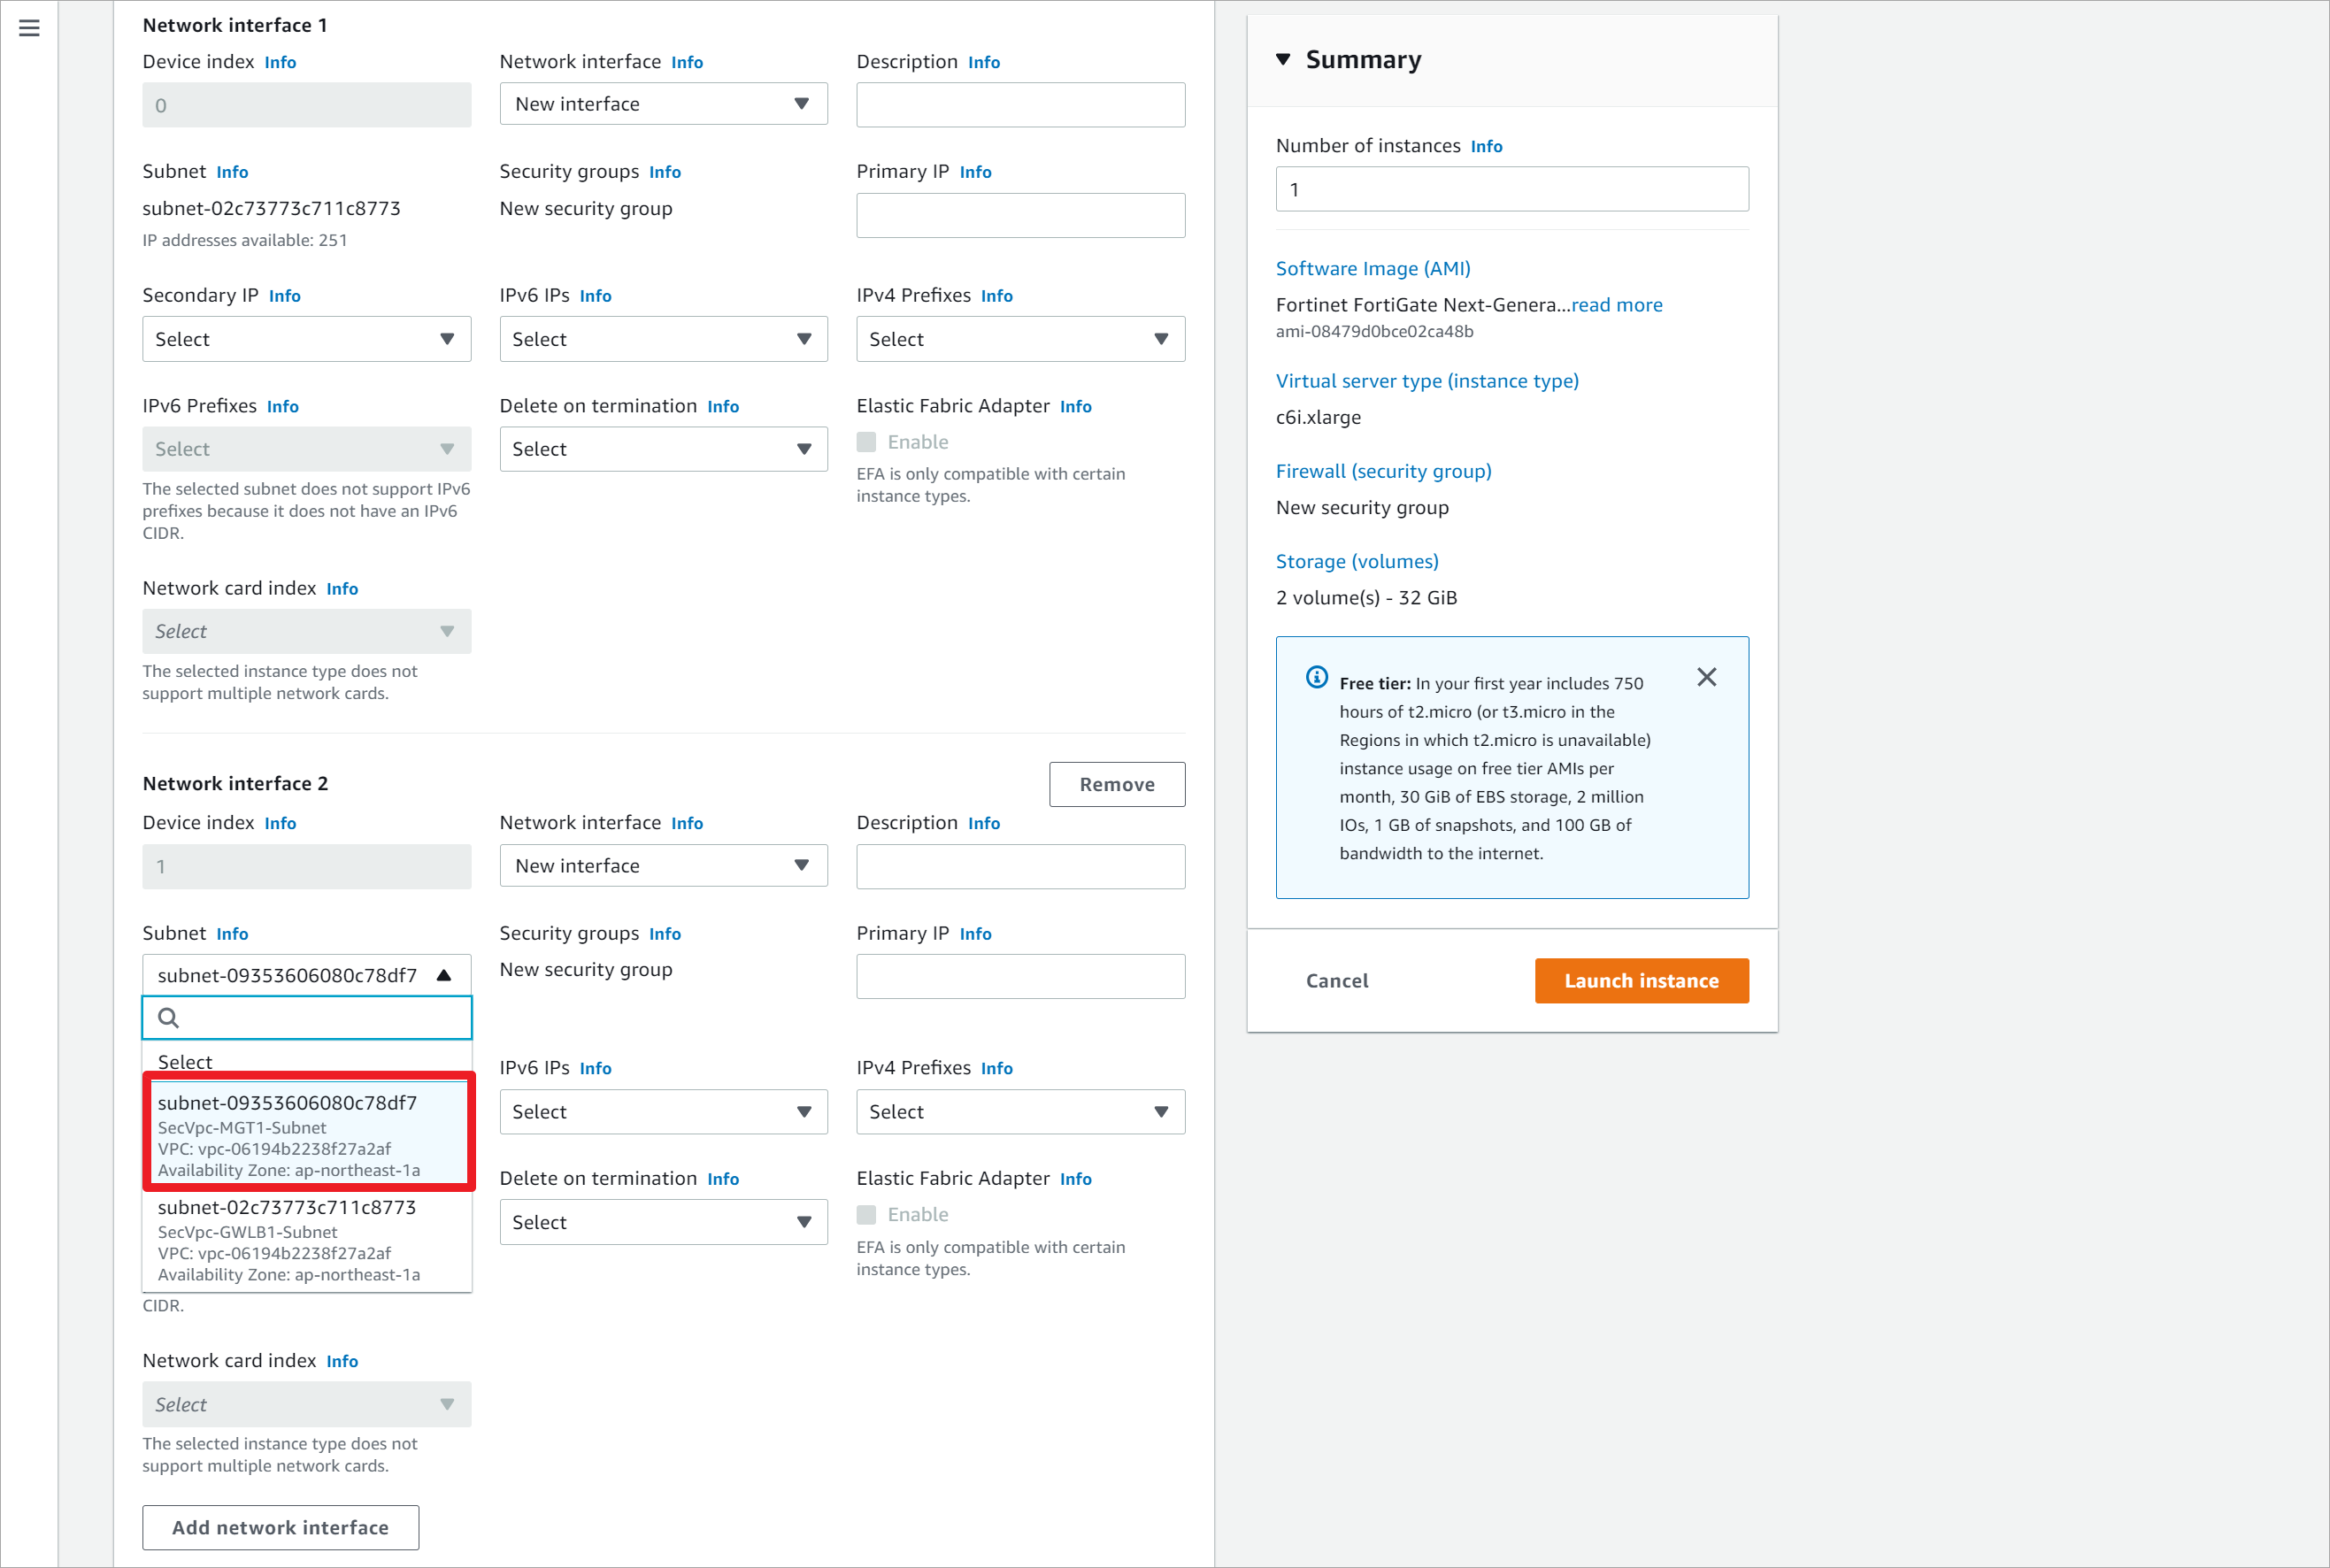 Network interface 1
Device index Info
Network interface Info
Description Info
0
New interface
Subnet Info
Security groups Info
Primary IP Info
subnet-02c73773c711c8773
New security group
IP addresses available: 251
Secondary IP Info
IPv6 IPs Info
IPv4 Prefixes Info
Select
Select
Select
IPv6 Prefixes Info
Delete on termination Info
Elastic Fabric Adapter Info
Select
Select
Enable
The selected subnet does not support IPv6
prefixes because it does not have an IPv6
CIDR.
EFA is only compatible with certain
instance types.
Network card index Info
Select
The selected instance type does not
support multiple network cards.
Network interface 2
Remove
Device index Info
Network interface Info
Description Info
1
New interface
Subnet Info
Security groups Info
Primary IP Info
subnet-09353606080c78df7
New security group
Select
subnet-09353606080c78df7
SecVpc-MGT1-Subnet
VPC: vpc-06194b2238f27a2af
Availability Zone: ap-northeast-1a
subnet-02c73773c711c8773
SecVpc-GWLB1-Subnet
VPC: vpc-06194b2238f27a2af
Availability Zone: ap-northeast-1a
CIDR.
IPv6 IPs Info
IPv4 Prefixes Info
Select
Select
Delete on termination Info
Elastic Fabric Adapter Info
Select
Enable
EFA is only compatible with certain
instance types.
Network card index Info
Select
The selected instance type does not
support multiple network cards.
Add network interface
Summary
Number of instances Info
1
Software Image (AMI)
Fortinet FortiGate Next-Genera...read more
ami-08479d0bce02ca48b
Virtual server type (instance type)
c6i.xlarge
Firewall (security group)
New security group
Storage (volumes)
2 volume(s) - 32 GiB
Free tier: In your first year includes 750
hours of t2.micro (or t3.micro in the
Regions in which t2.micro is unavailable)
instance usage on free tier AMIs per
month, 30 GiB of EBS storage, 2 million
IOs, 1 GB of snapshots, and 100 GB of
bandwidth to the internet.
Cancel
Launch instance